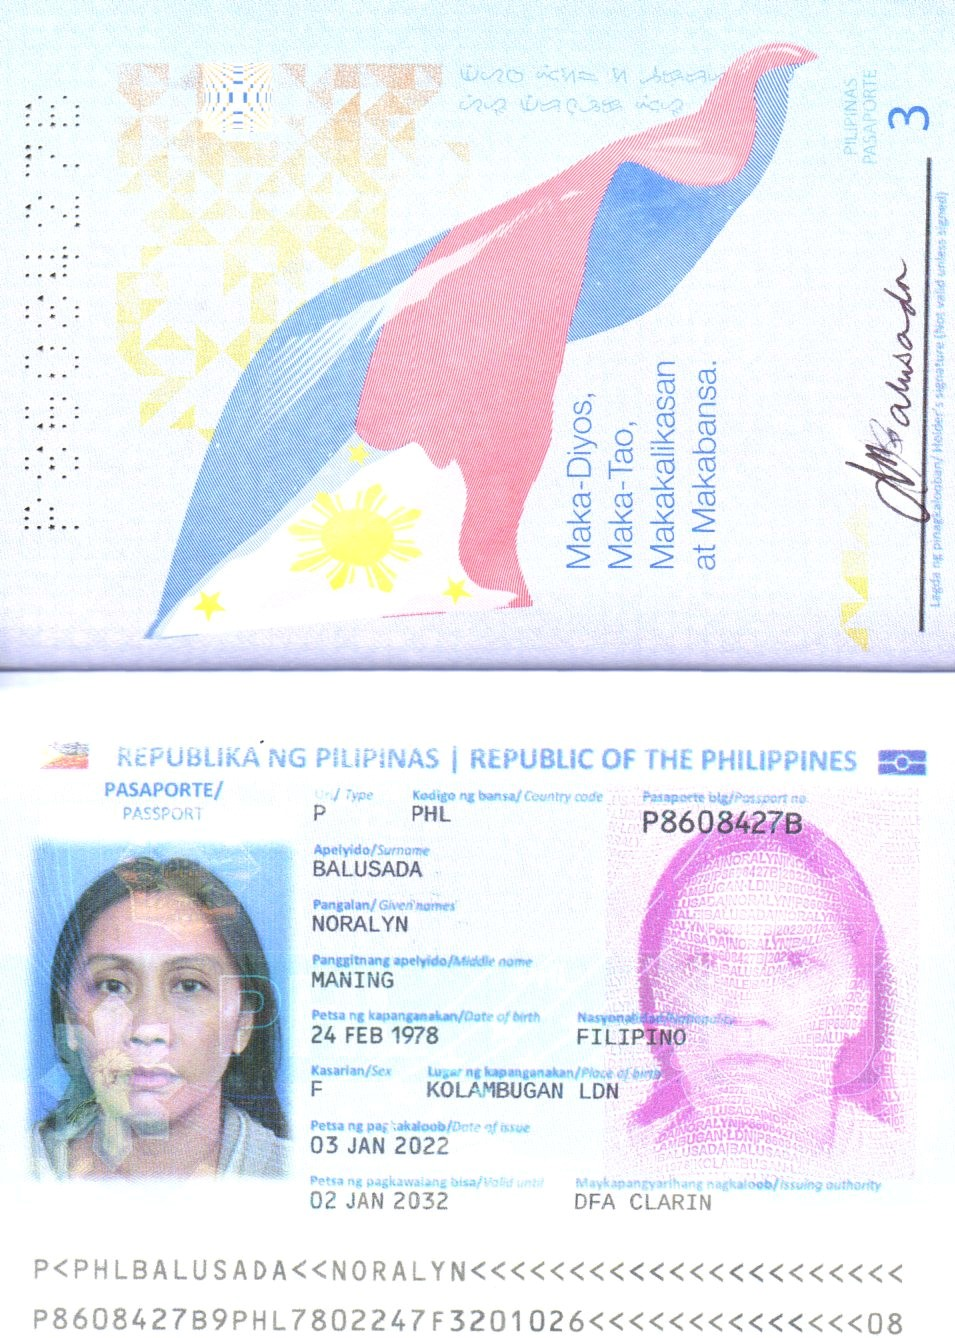 P8608427B
PILIPINAS
PASAPORTE
3
Maka-Diyos,
Maka-Tao,
Makakalikasan
at Makabansa.
Balusada
Lagda ng pinagkalooban/ Holder's signature (Not valid unless signed)
REPUBLIKA NG PILIPINAS | REPUBLIC OF THE PHILIPPINES
PASAPORTE/
PASSPORT
/ Type Kodigo ng bansa/ Country code Pasaporte blg/Passport no
P PHL P8608427B
Apelyido/Surname
BALUSADA
Pangalan/ Given names
NORALYN
Panggitnang apelyido/Middle name
MANING
Petsa ng kapanganakan/Date of birth Nasyonalidad/Nationality
24 FEB 1978 FILIPINO
Kasarian/Sex Lugar ng kapanganakan/Place of birth
F KOLAMBUGAN LDN
Petsa ng pagkakaloob/Date of issue
03 JAN 2022
Petsa ng pagkawalang bisa/Valid until Maykapangyarihang nagkaloob/Issuing authority
02 JAN 2032 DFA CLARIN
P<PHLBALUSADA<<NORALYN<<<<<<<<<<<<<<<<<<<<<<
P8608427B9PHL7802247F3201026<<<<<<<<<<<<<<08